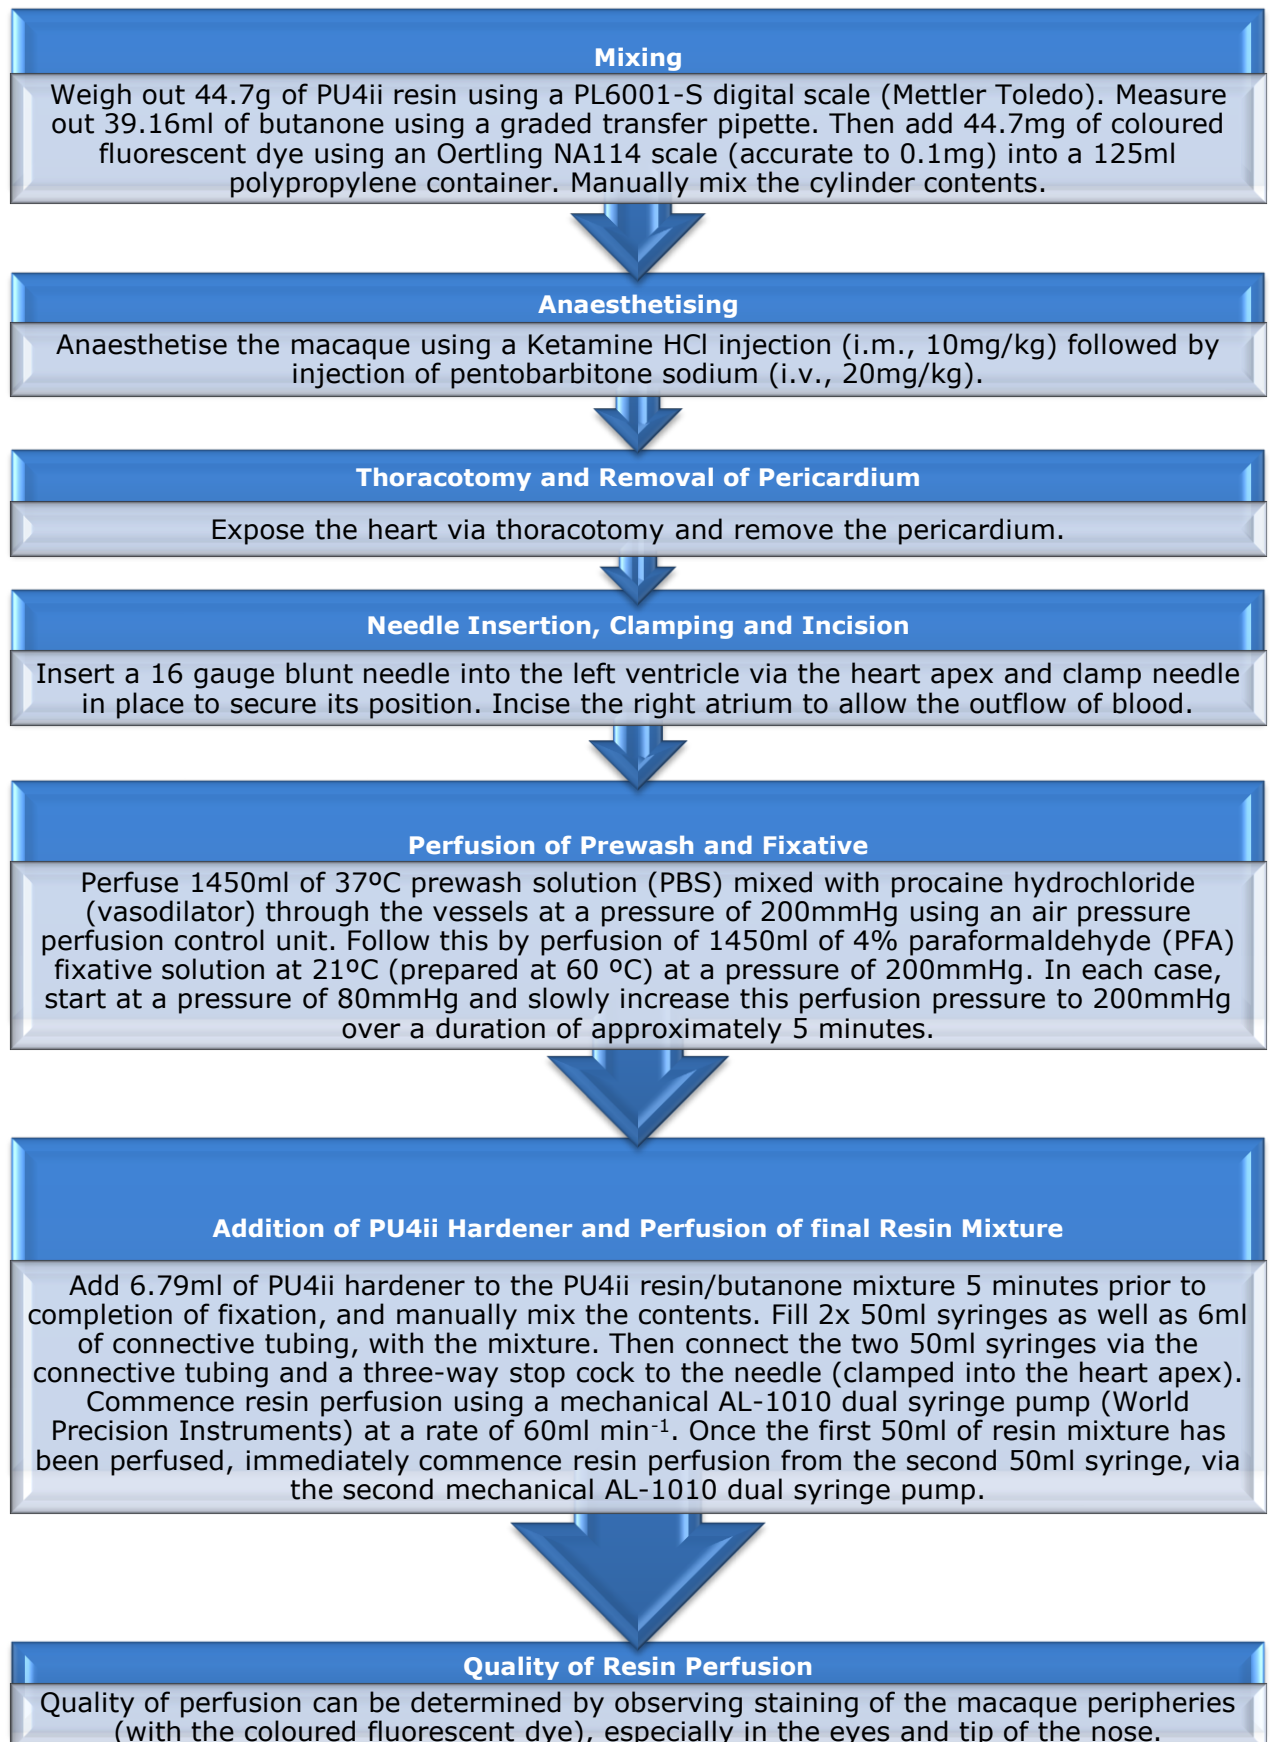 Mixing
Weigh out 44.7g of PU4ii resin using a PL6001-S digital scale (Mettler Toledo). Measure
out 39.16ml of butanone using a graded transfer pipette. Then add 44.7mg of coloured
fluorescent dye using an Oertling NA114 scale (accurate to 0.1mg) into a 125ml
polypropylene container. Manually mix the cylinder contents.
Anaesthetising
Anaesthetise the macaque using a Ketamine HCl injection (i.m., 10mg/kg) followed by
injection of pentobarbitone sodium (i.v., 20mg/kg).
Thoracotomy and Removal of Pericardium
Expose the heart via thoracotomy and remove the pericardium.
Needle Insertion, Clamping and Incision
Insert a 16 gauge blunt needle into the left ventricle via the heart apex and clamp needle
in place to secure its position. Incise the right atrium to allow the outflow of blood.
Perfusion of Prewash and Fixative
Perfuse 1450ml of 37ºC prewash solution (PBS) mixed with procaine hydrochloride
(vasodilator) through the vessels at a pressure of 200mmHg using an air pressure
perfusion control unit. Follow this by perfusion of 1450ml of 4% paraformaldehyde (PFA)
fixative solution at 21ºC (prepared at 60 ºC) at a pressure of 200mmHg. In each case,
start at a pressure of 80mmHg and slowly increase this perfusion pressure to 200mmHg
over a duration of approximately 5 minutes.
Addition of PU4ii Hardener and Perfusion of final Resin Mixture
Add 6.79ml of PU4ii hardener to the PU4ii resin/butanone mixture 5 minutes prior to
completion of fixation, and manually mix the contents. Fill 2x 50ml syringes as well as 6ml
of connective tubing, with the mixture. Then connect the two 50ml syringes via the
connective tubing and a three-way stop cock to the needle (clamped into the heart apex).
Commence resin perfusion using a mechanical AL-1010 dual syringe pump (World
Precision Instruments) at a rate of 60ml min⁻¹. Once the first 50ml of resin mixture has
been perfused, immediately commence resin perfusion from the second 50ml syringe, via
the second mechanical AL-1010 dual syringe pump.
Quality of Resin Perfusion
Quality of perfusion can be determined by observing staining of the macaque peripheries
(with the coloured fluorescent dye), especially in the eyes and tip of the nose.